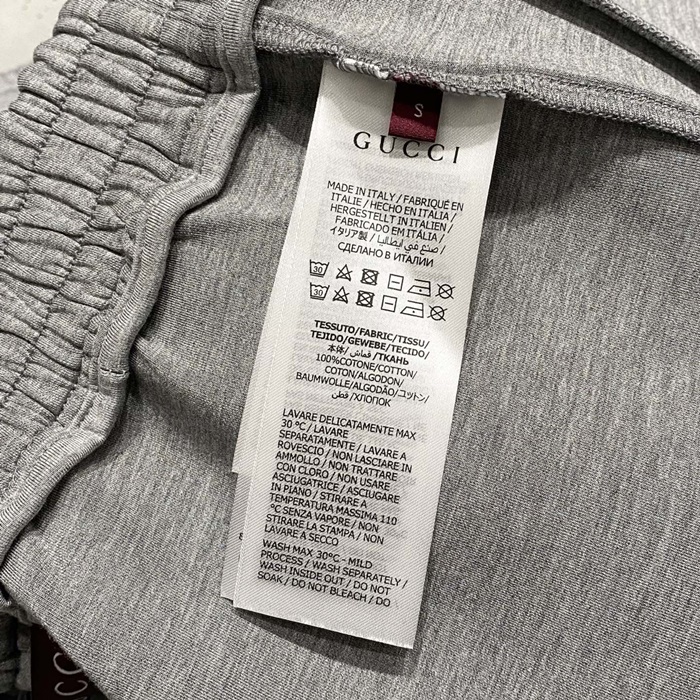 S
GUCCI
MADE IN ITALY / FABRIQUÉ EN
ITALIE / HECHO EN ITALIA /
HERGESTELLT IN ITALIEN /
FABRICADO EM ITÁLIA /
イタリア製 / صنع في ايطاليا /
СДЕЛАНО В ИТАЛИИ
30
30
TESSUTO/FABRIC/TISSU/
TEJIDO/GEWEBE/TECIDO/
本体/ قماش /ТКАНЬ
100%COTONE/COTTON/
COTON/ALGODON/
BAUMWOLLE/ALGODÃO/コットン/
قطن /ХЛОПОК
LAVARE DELICATAMENTE MAX
30 °C / LAVARE
SEPARATAMENTE / LAVARE A
ROVESCIO / NON LASCIARE IN
AMMOLLO / NON TRATTARE
CON CLORO / NON USARE
ASCIUGATRICE / ASCIUGARE
IN PIANO / STIRARE A
TEMPERATURA MASSIMA 110
°C SENZA VAPORE / NON
STIRARE LA STAMPA / NON
LAVARE A SECCO
WASH MAX 30°C - MILD
PROCESS / WASH SEPARATELY /
WASH INSIDE OUT / DO NOT
SOAK / DO NOT BLEACH / DO